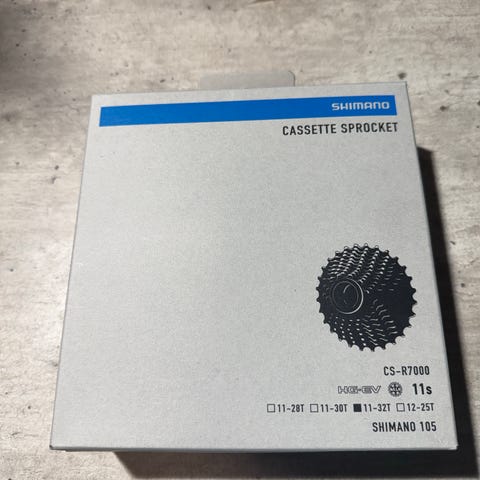 SHIMANO
CASSETTE SPROCKET
CS-R7000
HG-EV 11s
☐11-28T ☐11-30T ■11-32T ☐12-25T
SHIMANO 105